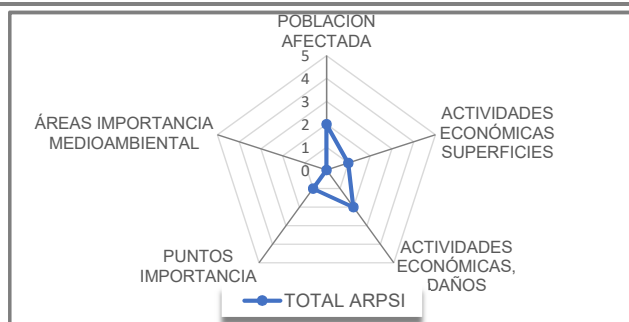 POBLACIÓN
AFECTADA
5
4
3
2
1
0
ACTIVIDADES
ECONÓMICAS
SUPERFICIES
ACTIVIDADES
ECONÓMICAS,
DAÑOS
PUNTOS
IMPORTANCIA
ÁREAS IMPORTANCIA
MEDIOAMBIENTAL
TOTAL ARPSI